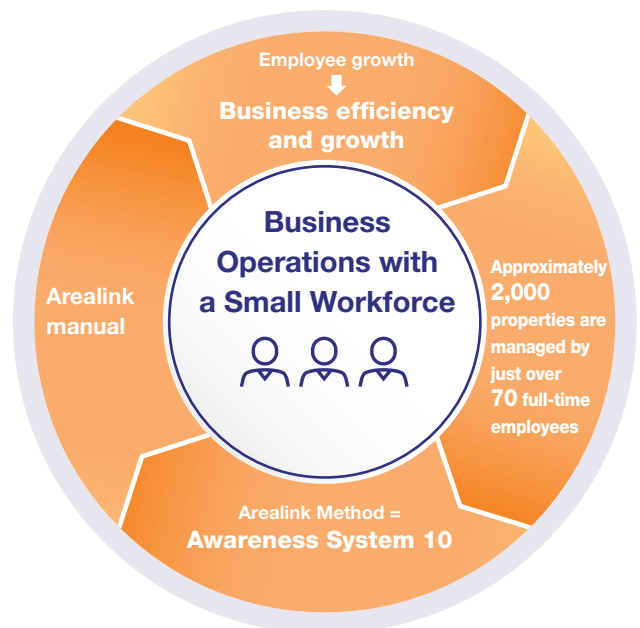 Employee growth
Business efficiency
and growth
Business
Operations with
a Small Workforce
Approximately
2,000
properties are
managed by
just over
70 full-time
employees
Arealink Method =
Awareness System 10
Arealink
manual